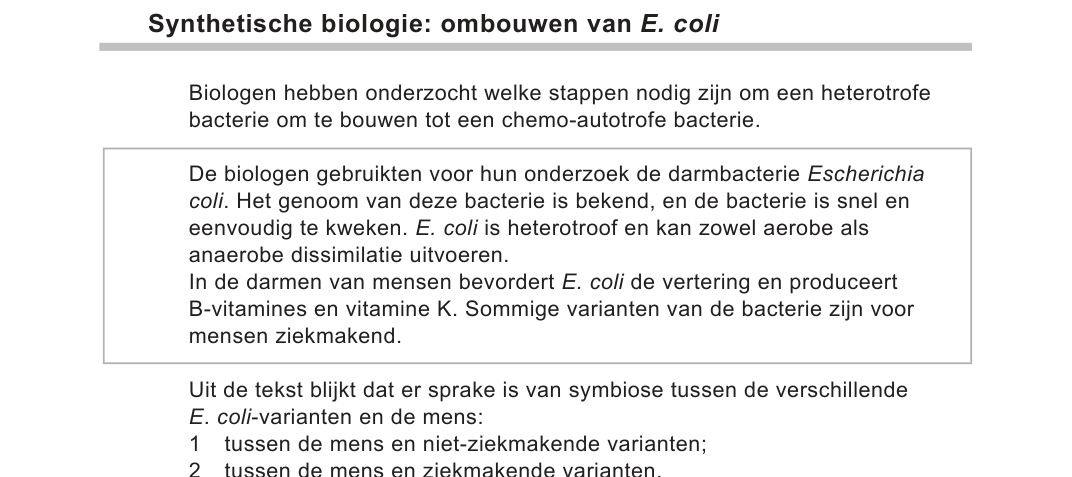 Synthetische biologie: ombouwen van E. coli
Biologen hebben onderzocht welke stappen nodig zijn om een heterotrofe
bacterie om te bouwen tot een chemo-autotrofe bacterie.
De biologen gebruikten voor hun onderzoek de darmbacterie Escherichia
coli. Het genoom van deze bacterie is bekend, en de bacterie is snel en
eenvoudig te kweken. E. coli is heterotroof en kan zowel aerobe als
anaerobe dissimilatie uitvoeren.
In de darmen van mensen bevordert E. coli de vertering en produceert
B-vitamines en vitamine K. Sommige varianten van de bacterie zijn voor
mensen ziekmakend.
Uit de tekst blijkt dat er sprake is van symbiose tussen de verschillende
E. coli-varianten en de mens:
1 tussen de mens en niet-ziekmakende varianten;
2 tussen de mens en ziekmakende varianten.